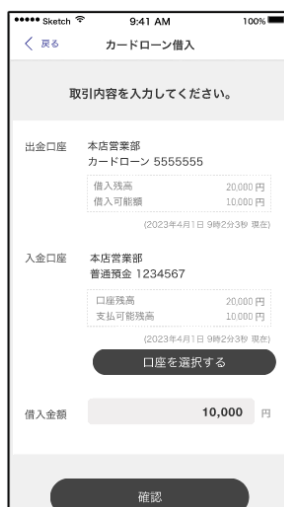 ●●●●● Sketch 9:41 AM 100%
く 戻る カードローン借入
取引内容を入力してください。
出金口座 本店営業部
カードローン 5555555
借入残高 20,000 円
借入可能額 10,000 円
(2023年4月1日 9時2分3秒 現在)
入金口座 本店営業部
普通預金 1234567
口座残高 20,000 円
支払可能残高 10,000 円
(2023年4月1日 9時2分3秒 現在)
口座を選択する
借入金額 10,000 円
確認